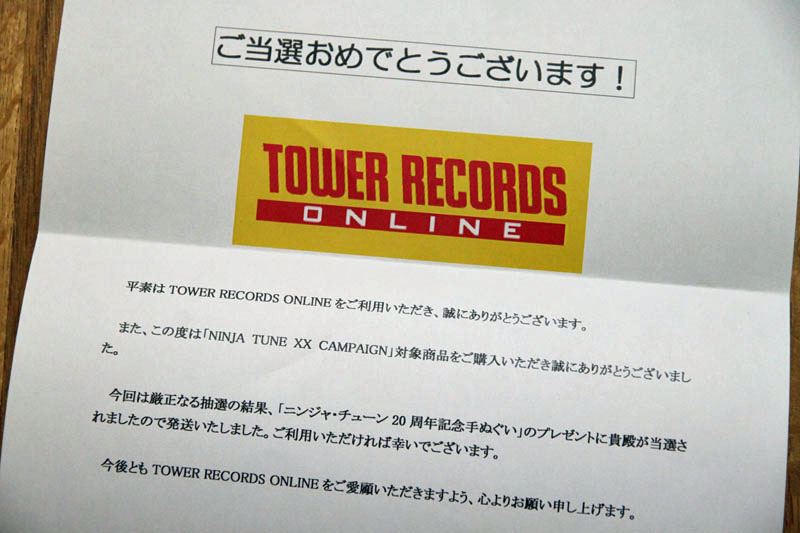 ご当選おめでとうございます！
TOWER RECORDS
ONLINE
平素は TOWER RECORDS ONLINE をご利用いただき、誠にありがとうございます。
また、この度は「NINJA TUNE XX CAMPAIGN」対象商品をご購入いただき誠にありがとうございまし
た。
今回は厳正なる抽選の結果、「ニンジャ・チューン 20 周年記念手ぬぐい」のプレゼントに貴殿が当選さ
れましたので発送いたしました。ご利用いただければ幸いでございます。
今後とも TOWER RECORDS ONLINE をご愛願いただきますよう、心よりお願い申し上げます。